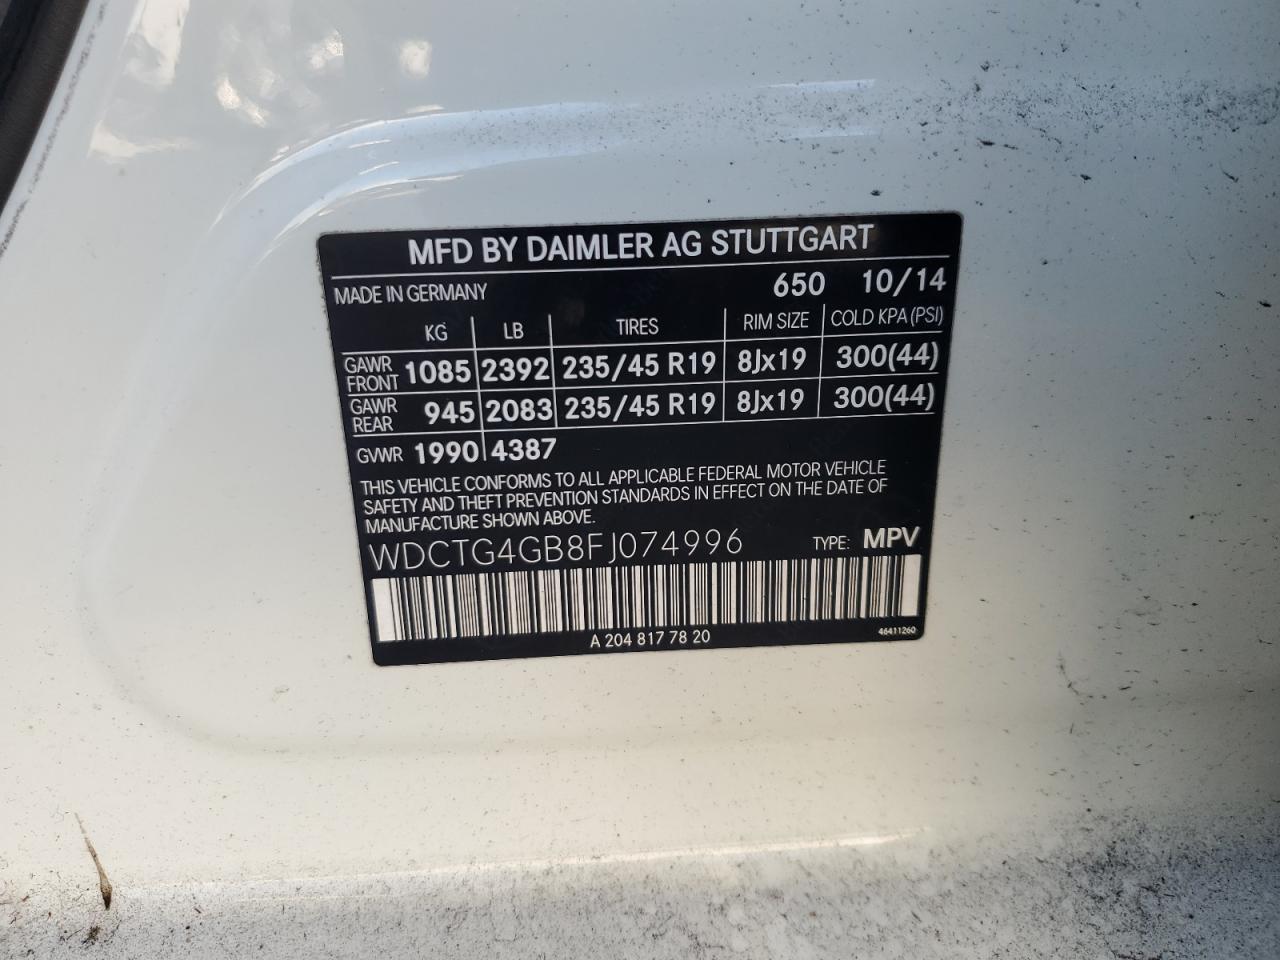 MFD BY DAIMLER AG STUTTGART
MADE IN GERMANY 650 10/14
KG LB TIRES RIM SIZE COLD KPA (PSI)
GAWR FRONT 1085 2392 235/45 R19 8Jx19 300(44)
GAWR REAR 945 2083 235/45 R19 8Jx19 300(44)
GVWR 1990 4387
THIS VEHICLE CONFORMS TO ALL APPLICABLE FEDERAL MOTOR VEHICLE
SAFETY AND THEFT PREVENTION STANDARDS IN EFFECT ON THE DATE OF
MANUFACTURE SHOWN ABOVE.
WDCTG4GB8FJ074996 TYPE: MPV
A 204 817 78 20 46411260